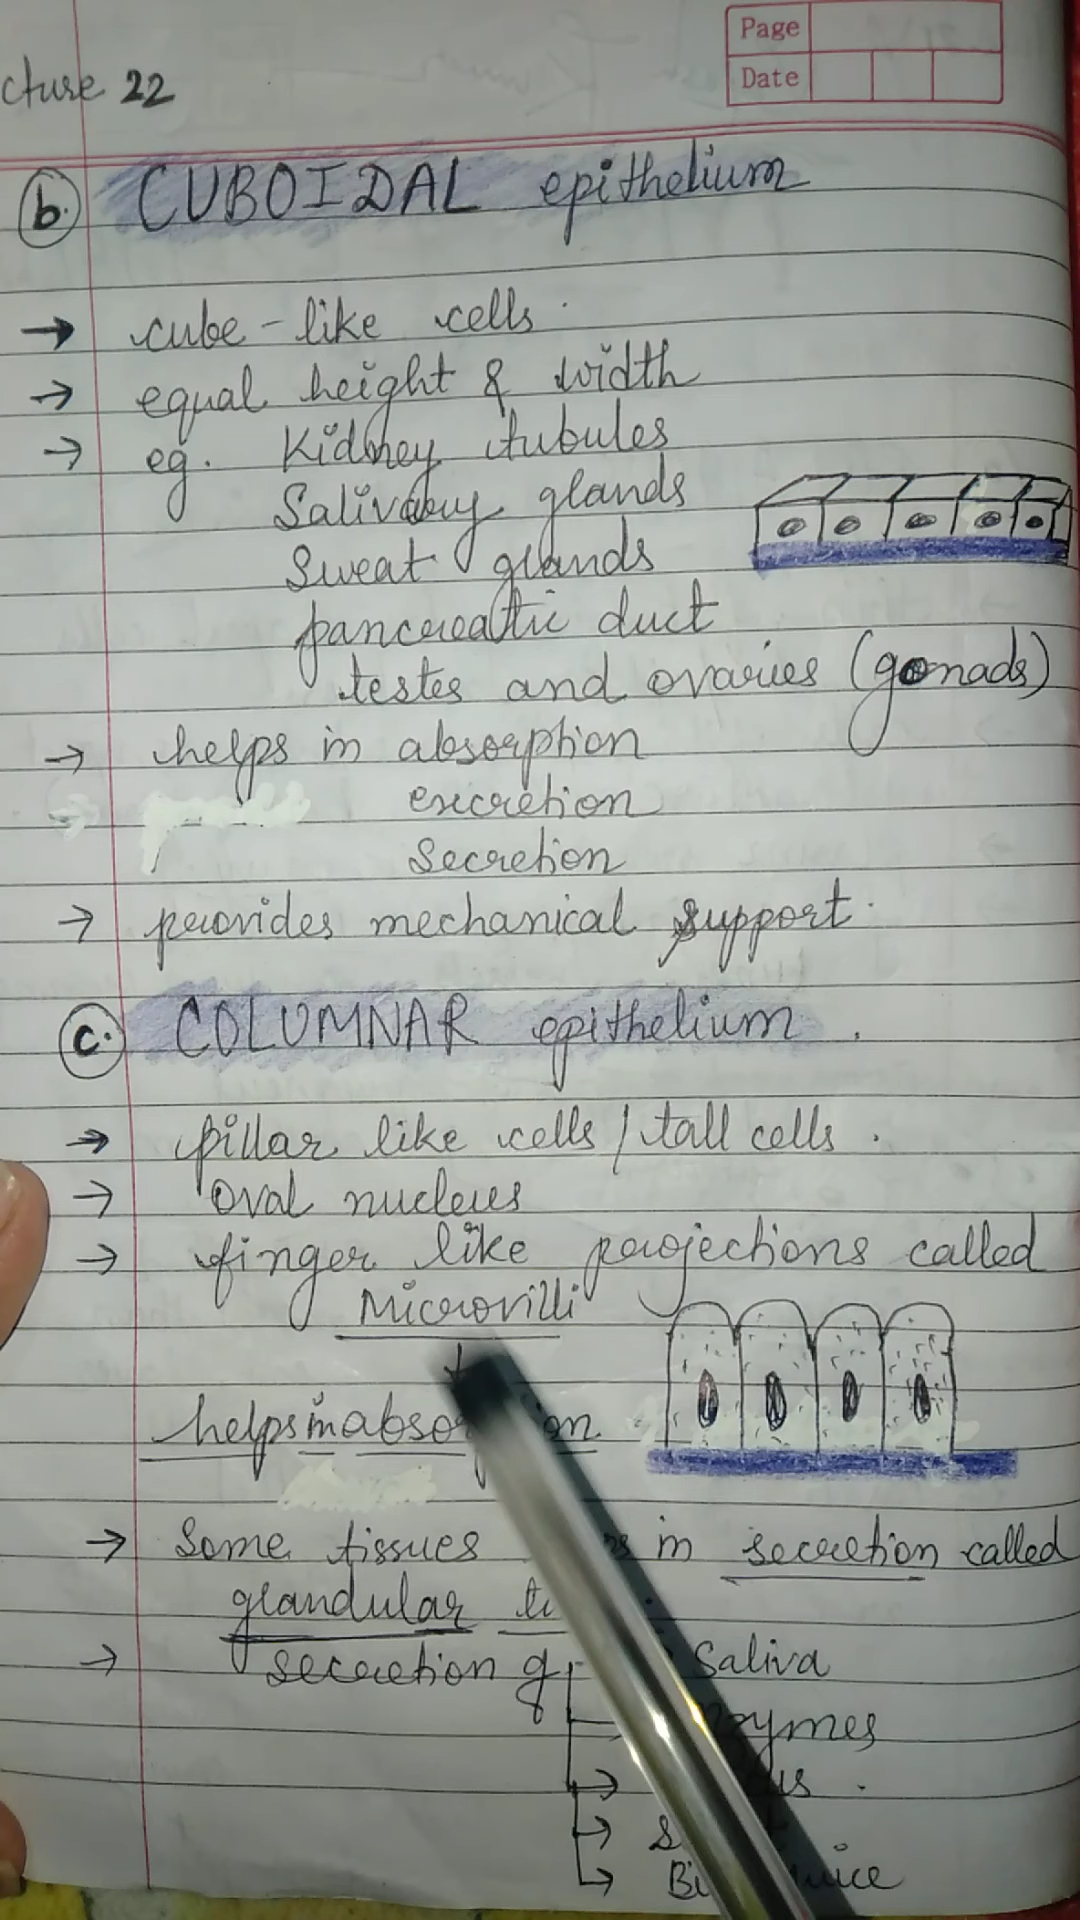 Page
Date
cture 22
b. CUBOIDAL epithelium
→ cube-like cells.
→ equal height & width
→ eg. Kidney tubules
Salivary glands
Sweat glands
pancreatic duct
testes and ovaries (gonads)
→ helps in absorption
excretion
Secretion
→ provides mechanical support.
c. COLUMNAR epithelium.
→ pillar like cells / tall cells.
→ oval nucleus
→ finger like projections called
Microvilli
↓
helps in
→ Some tissues in secretion called
glandular
→ secretion of Saliva
→
→
→